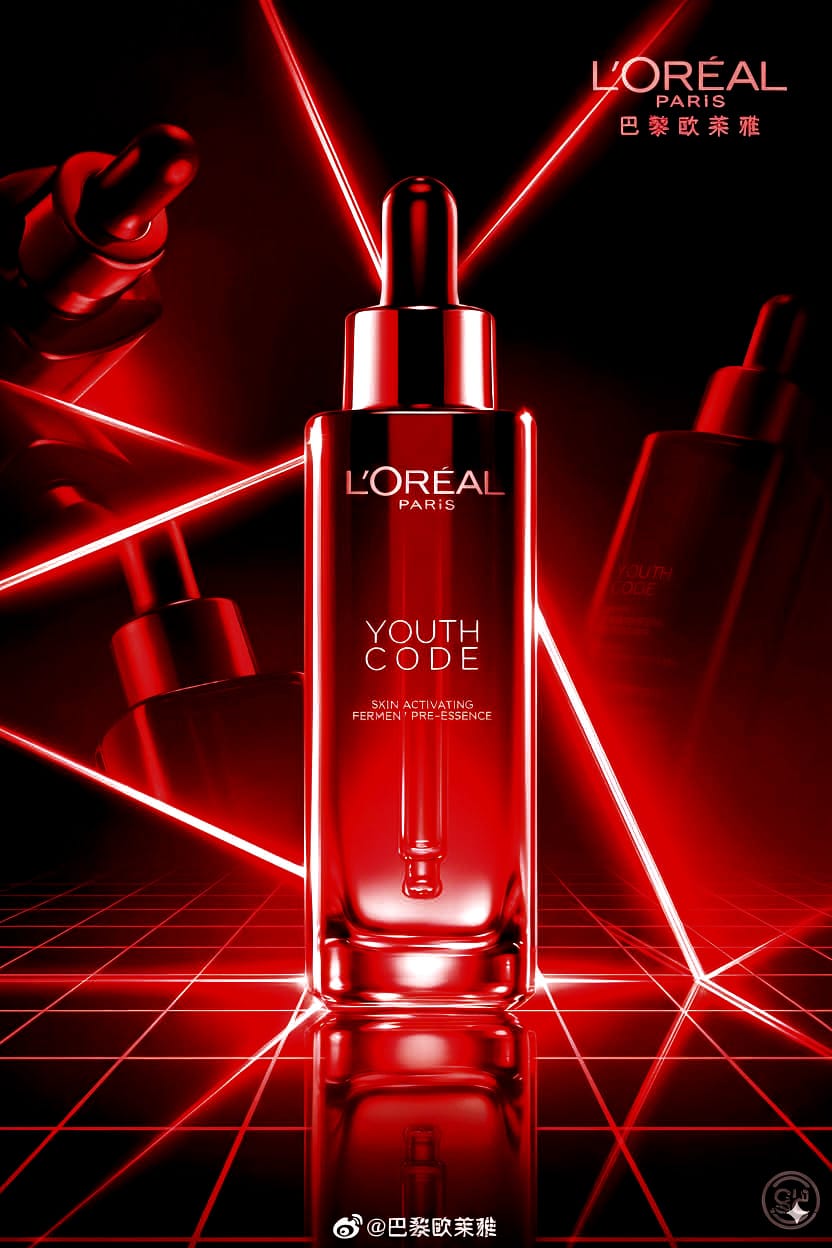 L'ORÉAL
PARiS
巴黎欧莱雅
L'ORÉAL
PARiS
YOUTH
CODE
SKIN ACTIVATING
FERMEN' PRE-ESSENCE
YOUTH
CODE
@巴黎欧莱雅